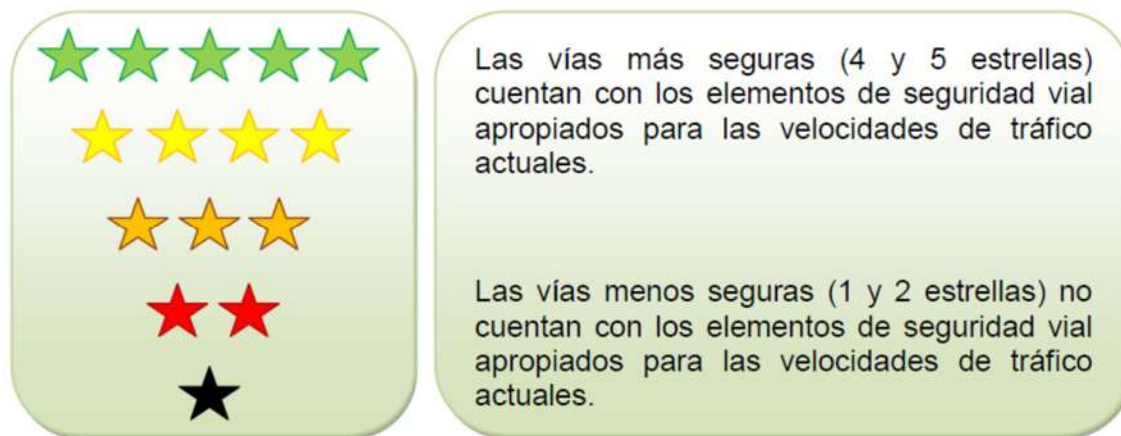 Las vías más seguras (4 y 5 estrellas)
cuentan con los elementos de seguridad vial
apropiados para las velocidades de tráfico
actuales.
Las vías menos seguras (1 y 2 estrellas) no
cuentan con los elementos de seguridad vial
apropiados para las velocidades de tráfico
actuales.